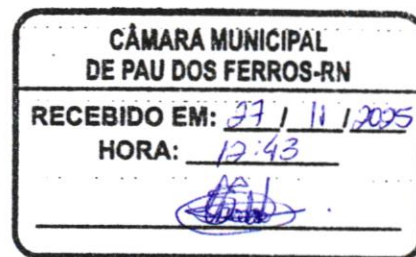 CÂMARA MUNICIPAL
DE PAU DOS FERROS-RN
RECEBIDO EM: 27 / 11 / 2025
HORA: 12:43